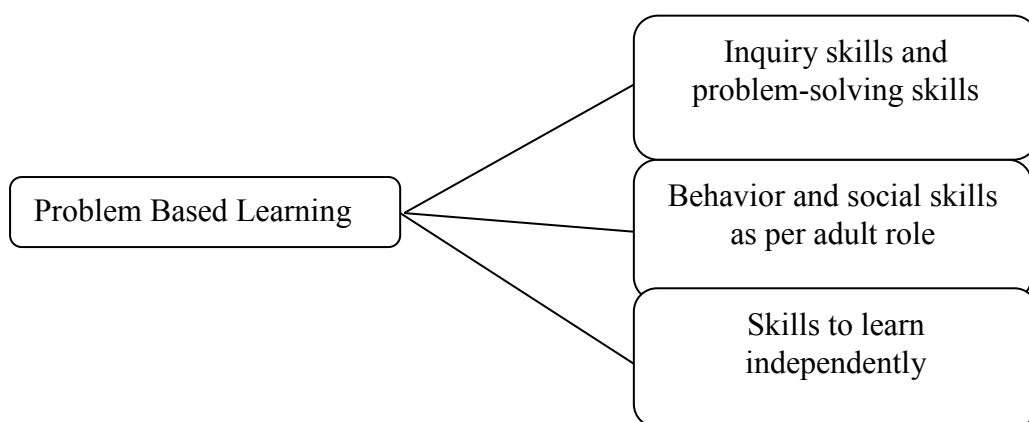 Inquiry skills and
problem-solving skills
Problem Based Learning
Behavior and social skills
as per adult role
Skills to learn
independently